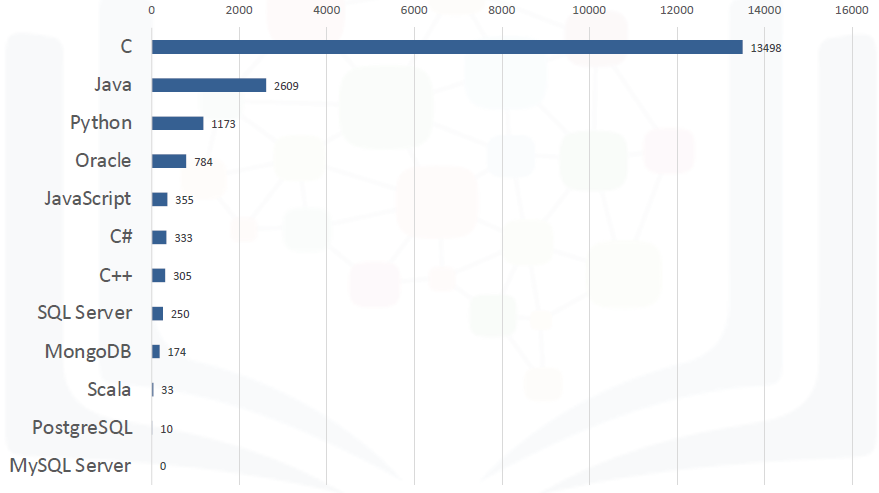 0 2000 4000 6000 8000 10000 12000 14000 16000
C 13498
Java 2609
Python 1173
Oracle 784
JavaScript 355
C# 333
C++ 305
SQL Server 250
MongoDB 174
Scala 33
PostgreSQL 10
MySQL Server 0